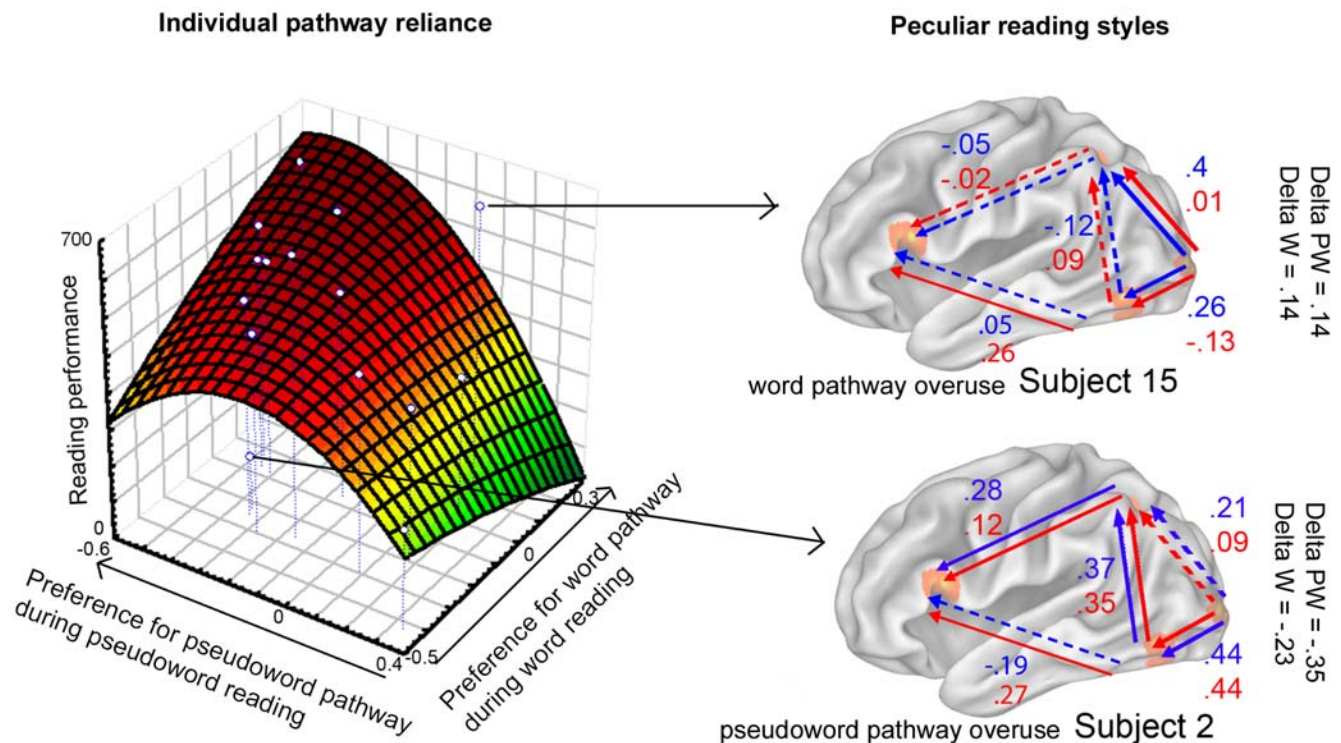 Individual pathway reliance
Peculiar reading styles
700
Reading performance
0
-0.6
0
0.4
-0.5
0
0.3
Preference for pseudoword pathway
during pseudoword reading
Preference for word pathway
during word reading
-.05
-.02
.4
.01
-.12
.09
.26
-.13
.05
.26
Delta PW = .14
Delta W = .14
word pathway overuse Subject 15
.28
.12
.21
.09
.37
.35
.44
.44
-.19
.27
Delta PW = -.35
Delta W = -.23
pseudoword pathway overuse Subject 2